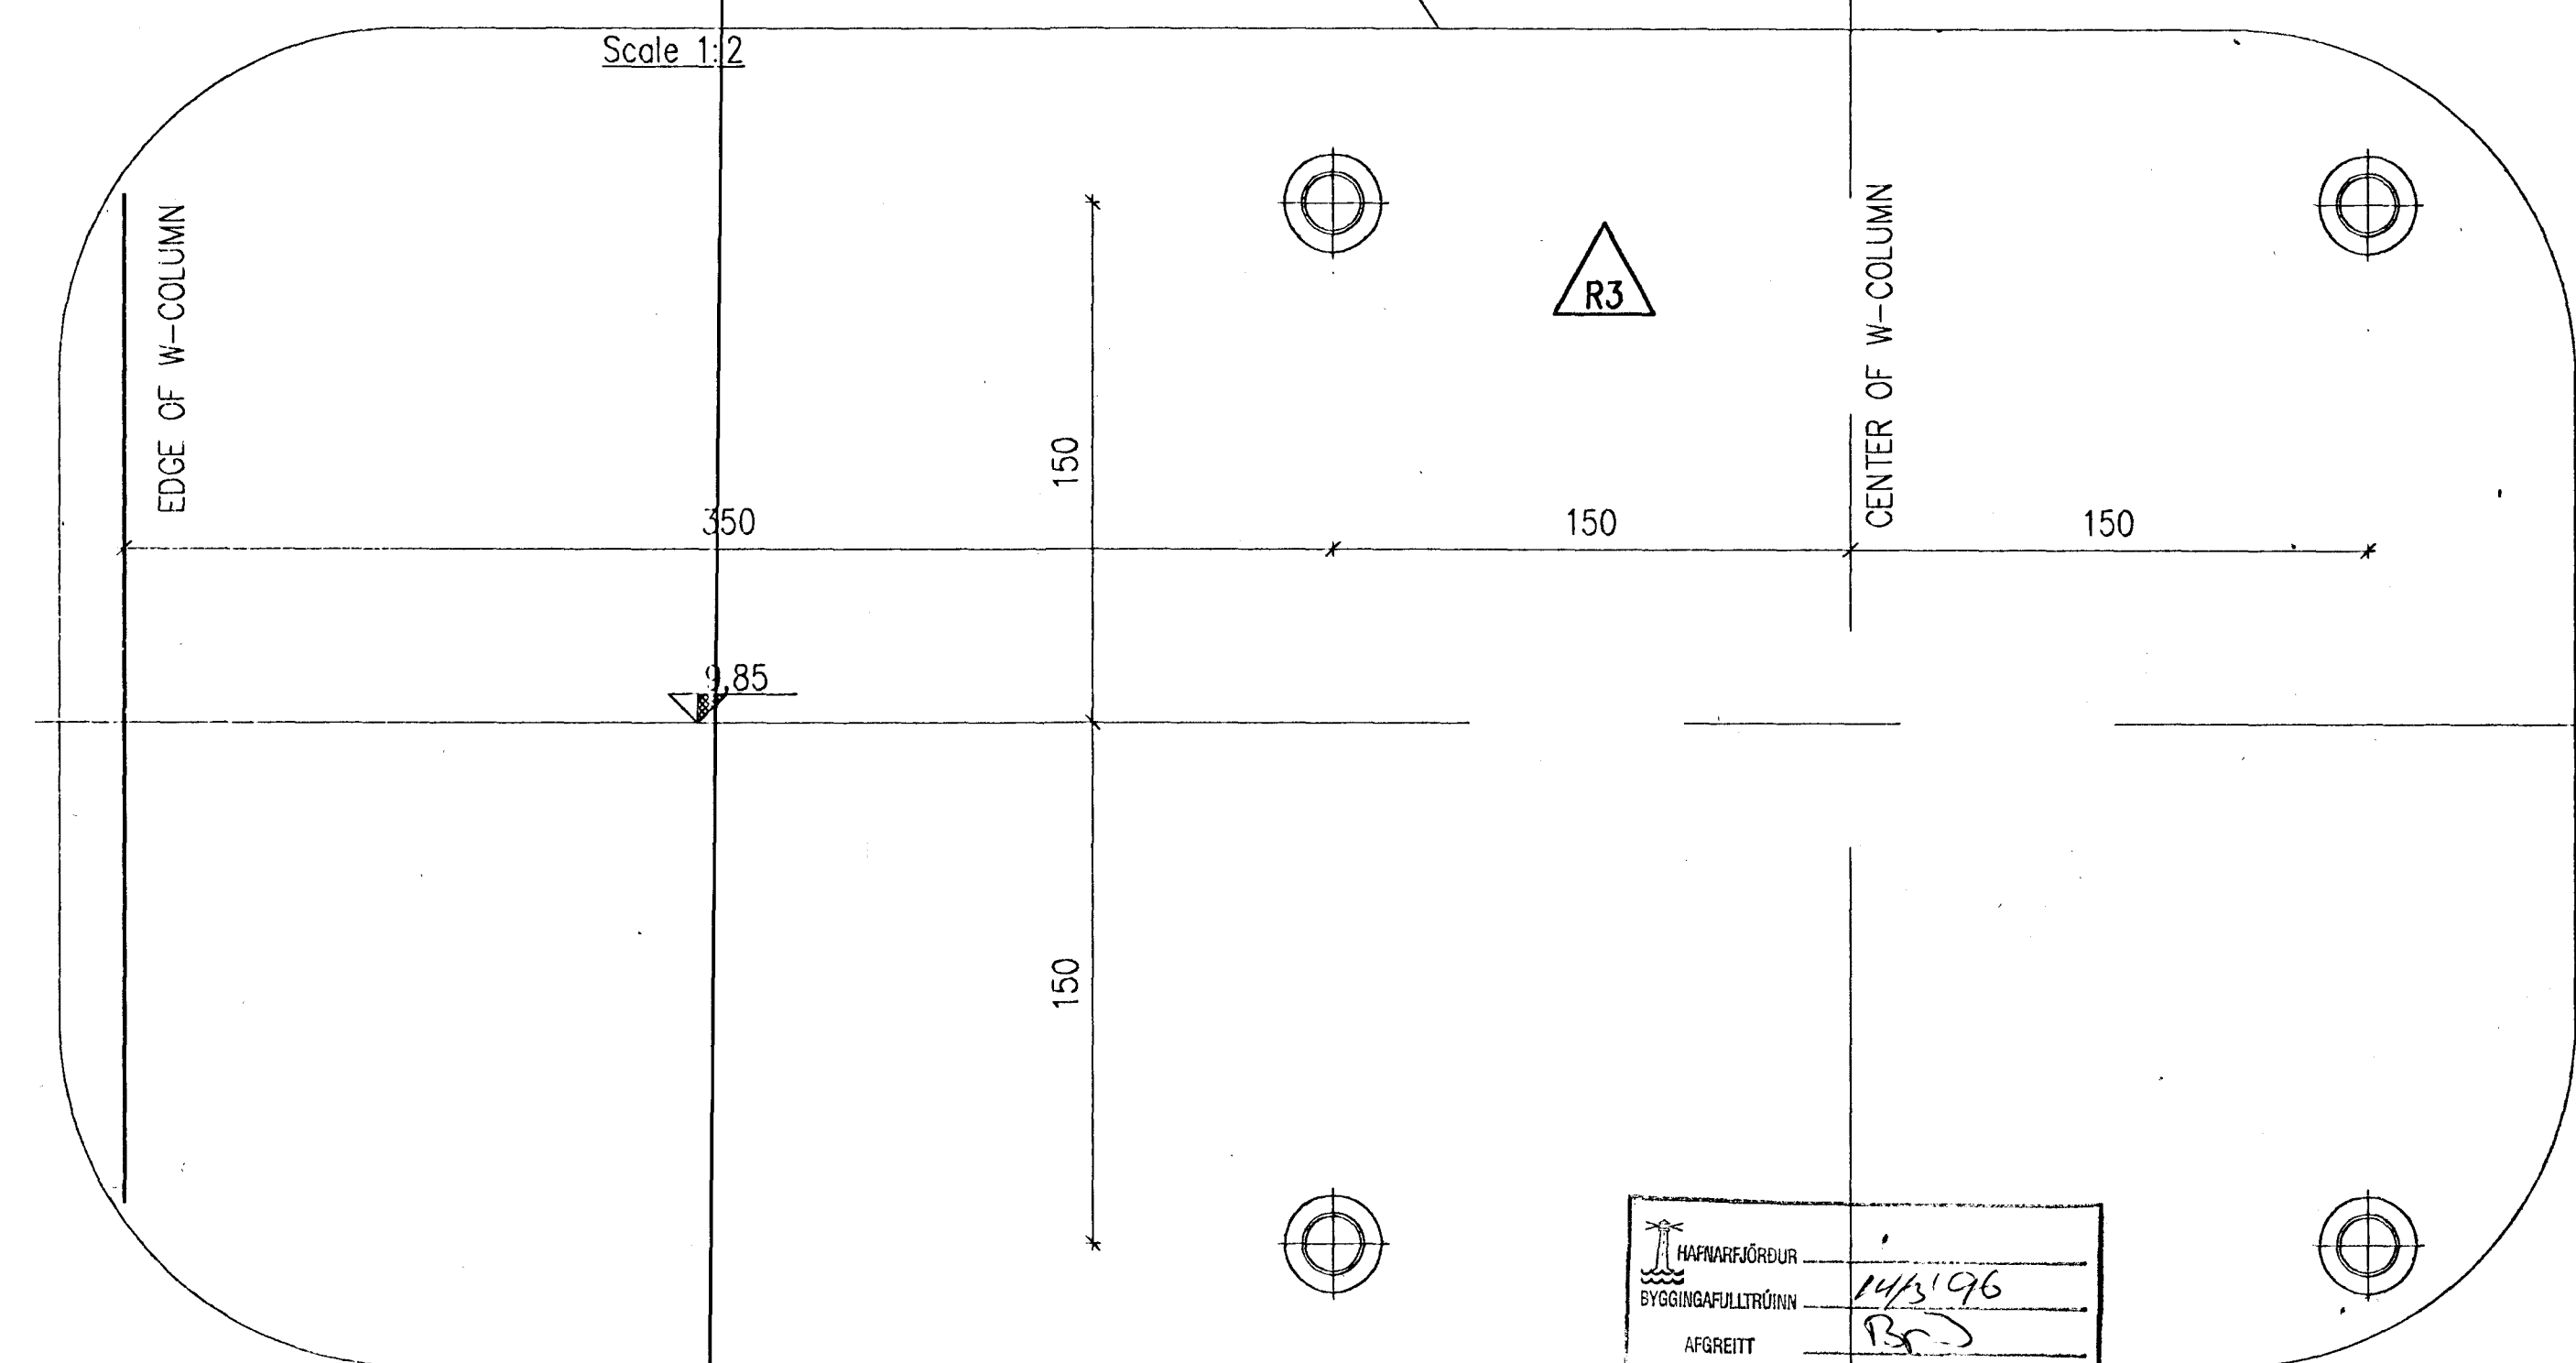 Scale 1:2
EDGE OF W-COLUMN
CENTER OF W-COLUMN
R3
150
350
150
150
9,85
150
HAFNARFJÖRÐUR
BYGGINGAFULLTRÚINN 14/3'96
AFGREITT